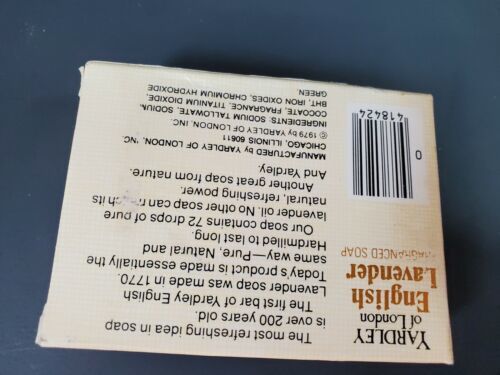 YARDLEY
of London
English
Lavender
FRAGRANCED SOAP
0
418424
The most refreshing idea in soap
is over 200 years old.
The first bar of Yardley English
Lavender soap was made in 1770.
Today's product is made essentially the
same way—Pure, Natural and
Hardmilled to last long.
Our soap contains 72 drops of pure
lavender oil. No other soap can match its
natural, refreshing power.
Another great soap from nature.
And Yardley.
MANUFACTURED by YARDLEY OF LONDON, INC.
CHICAGO, ILLINOIS 60611
© 1979 by YARDLEY OF LONDON, INC.
INGREDIENTS: SODIUM TALLOWATE, SODIUM
COCOATE, FRAGRANCE, TITANIUM DIOXIDE,
BHT, IRON OXIDES, CHROMIUM HYDROXIDE
GREEN.